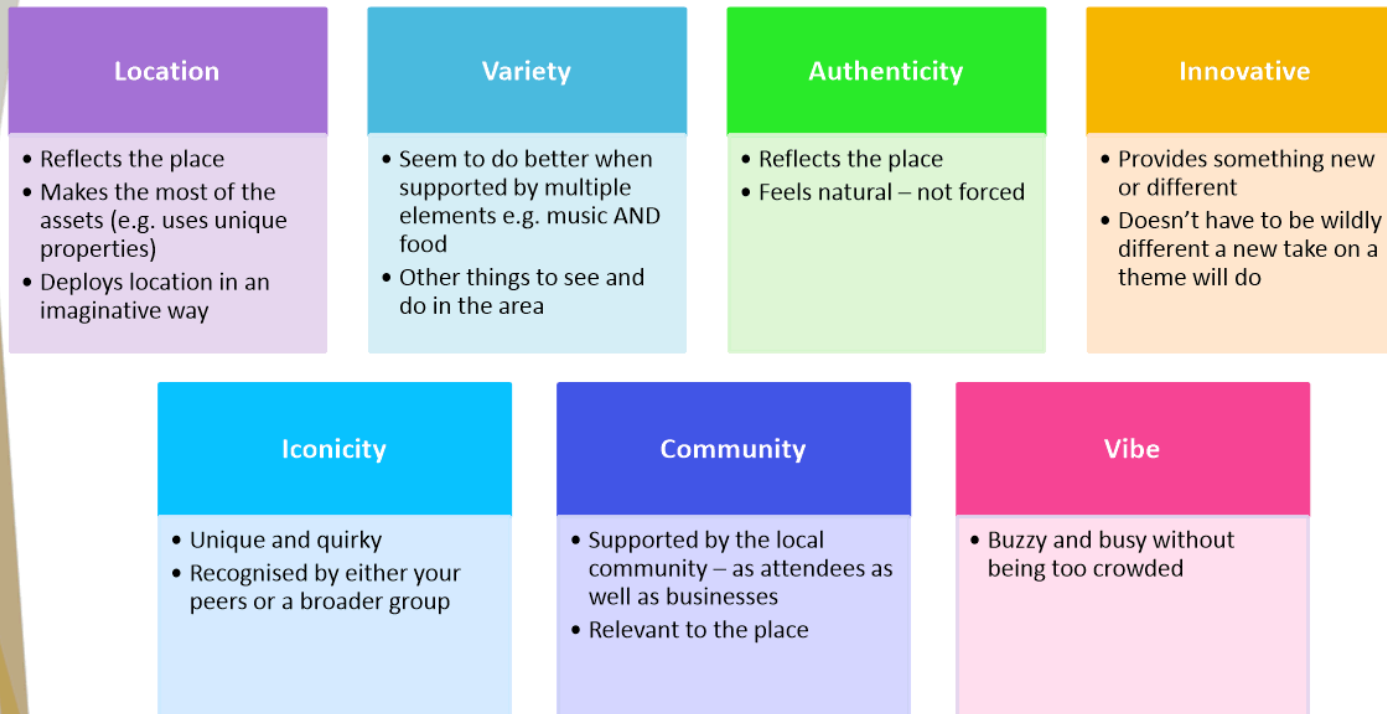 Location
• Reflects the place
• Makes the most of the
assets (e.g. uses unique
properties)
• Deploys location in an
imaginative way
Variety
• Seem to do better when
supported by multiple
elements e.g. music AND
food
• Other things to see and
do in the area
Authenticity
• Reflects the place
• Feels natural – not forced
Innovative
• Provides something new
or different
• Doesn’t have to be wildly
different a new take on a
theme will do
Iconicity
• Unique and quirky
• Recognised by either your
peers or a broader group
Community
• Supported by the local
community – as attendees as
well as businesses
• Relevant to the place
Vibe
• Buzzy and busy without
being too crowded